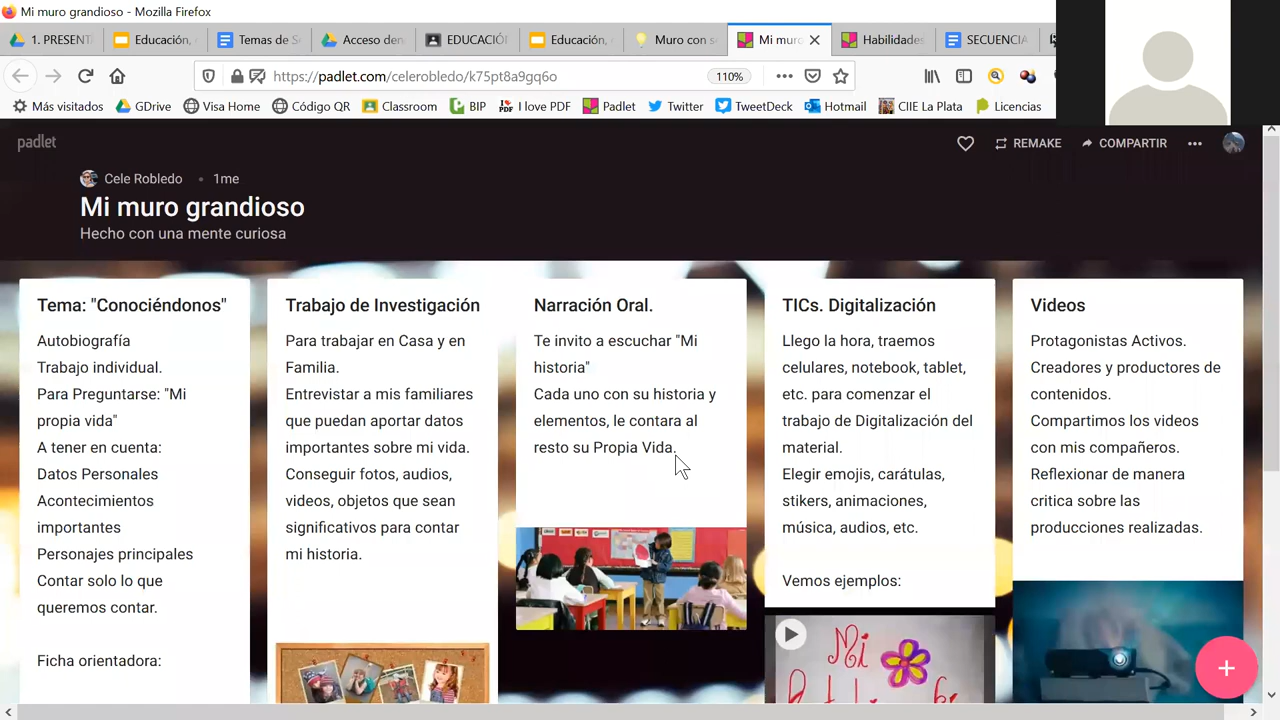 Mi muro grandioso - Mozilla Firefox
1. PRESENT
Educación,
Temas de S
Acceso den
EDUCACIÓ
Educación,
Muro con s
Mi muro
Habilidades
SECUENCIA
https://padlet.com/celerobledo/k75pt8a9gq6o
110%
Más visitados
GDrive
Visa Home
Código QR
Classroom
BIP
I love PDF
Padlet
Twitter
TweetDeck
Hotmail
CIIE La Plata
Licencias
padlet
REMAKE
COMPARTIR
Cele Robledo • 1me
Mi muro grandioso
Hecho con una mente curiosa
Tema: "Conociéndonos"
Autobiografía
Trabajo individual.
Para Preguntarse: "Mi
propia vida"
A tener en cuenta:
Datos Personales
Acontecimientos
importantes
Personajes principales
Contar solo lo que
queremos contar.
Ficha orientadora:
Trabajo de Investigación
Para trabajar en Casa y en
Familia.
Entrevistar a mis familiares
que puedan aportar datos
importantes sobre mi vida.
Conseguir fotos, audios,
videos, objetos que sean
significativos para contar
mi historia.
Narración Oral.
Te invito a escuchar "Mi
historia"
Cada uno con su historia y
elementos, le contara al
resto su Propia Vida.
TICs. Digitalización
Llego la hora, traemos
celulares, notebook, tablet,
etc. para comenzar el
trabajo de Digitalización del
material.
Elegir emojis, carátulas,
stikers, animaciones,
música, audios, etc.
Vemos ejemplos:
Mi
Videos
Protagonistas Activos.
Creadores y productores de
contenidos.
Compartimos los videos
con mis compañeros.
Reflexionar de manera
critica sobre las
producciones realizadas.